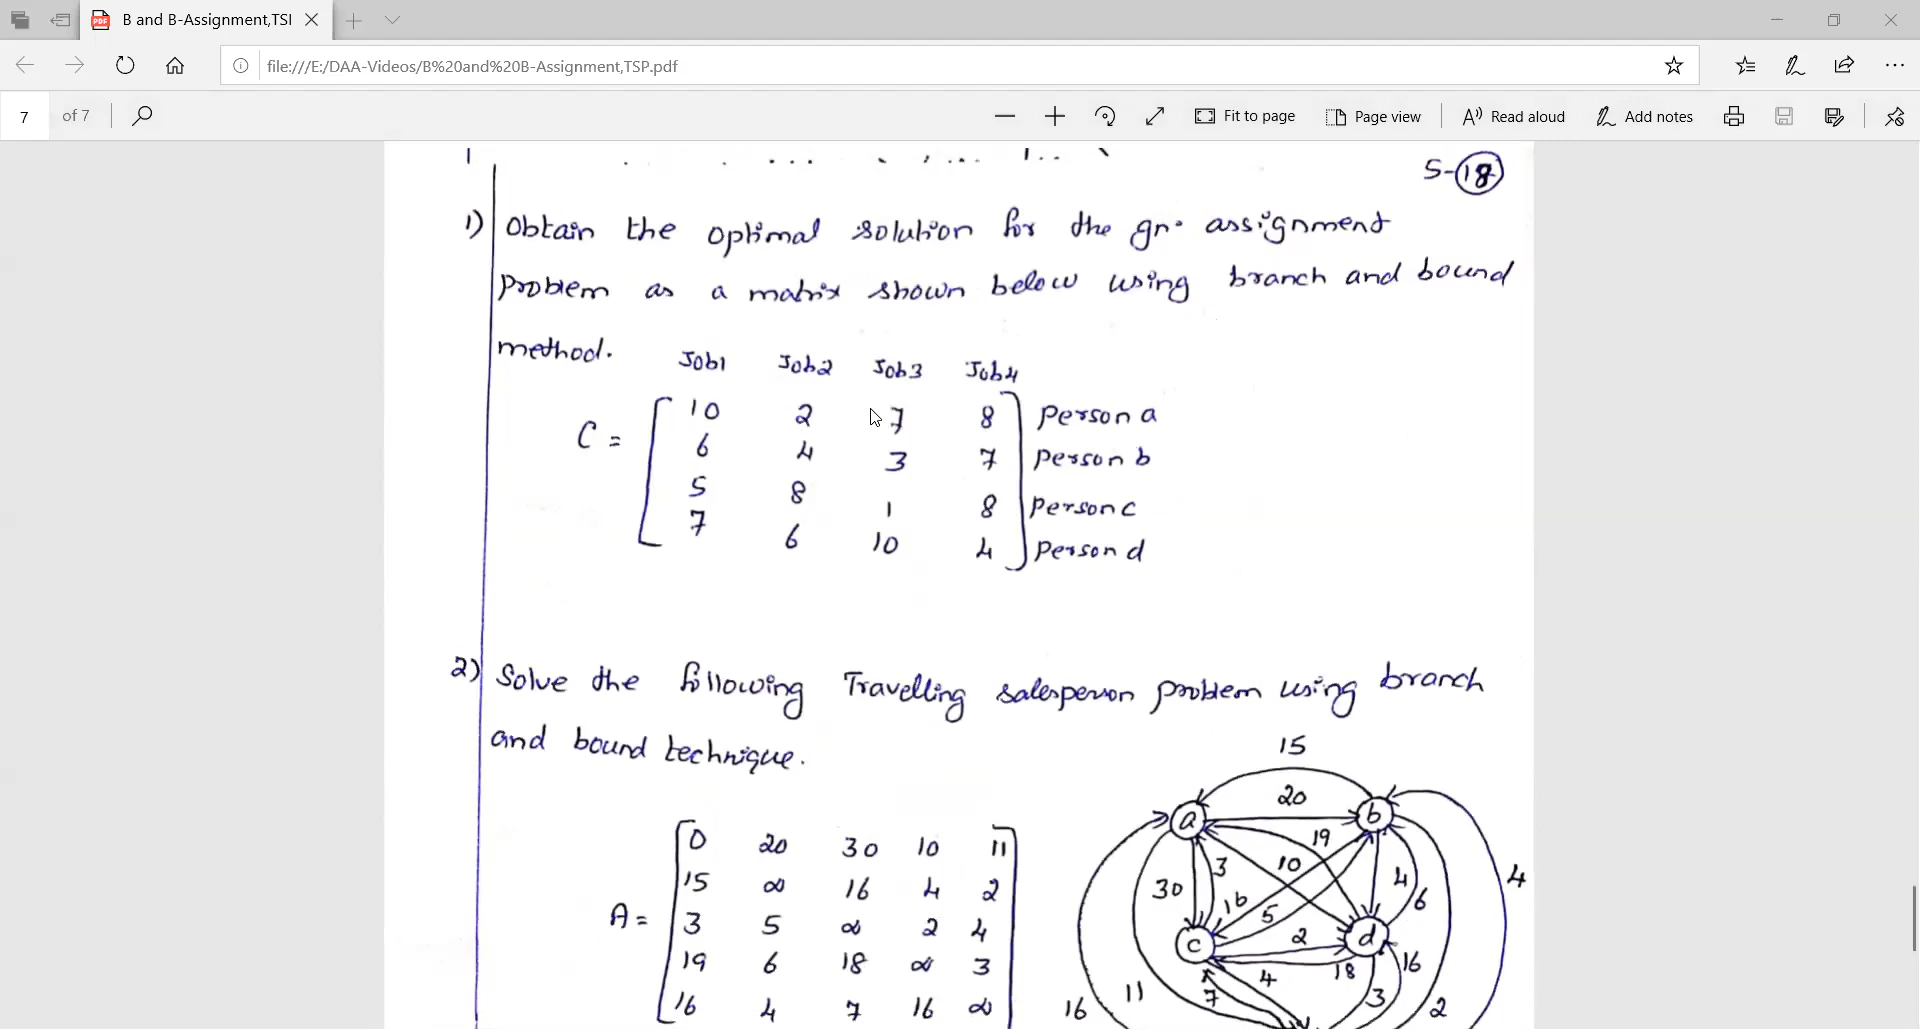 B and B-Assignment,TSI
file:///E:/DAA-Videos/B%20and%20B-Assignment,TSP.pdf
7 of 7 Fit to page Page view Read aloud Add notes
S-18
1) Obtain the optimal solution for the gn. assignment
problem as a matrix shown below using branch and bound
method.
Job1 Job2 Job3 Job4
C =
10 2 7 8 Person a
6 4 3 7 Person b
5 8 1 8 Person c
7 6 10 4 Person d
2) Solve the following Travelling salesperson problem using branch
and bound technique.
A =
0 20 30 10 11
15 ∞ 16 4 2
3 5 ∞ 2 4
19 6 18 ∞ 3
16 4 7 16 ∞
15
a 20 b
19
3 10
30 4 4
16 6
5
c 2 d
18 16
4
11 7 3
16 2